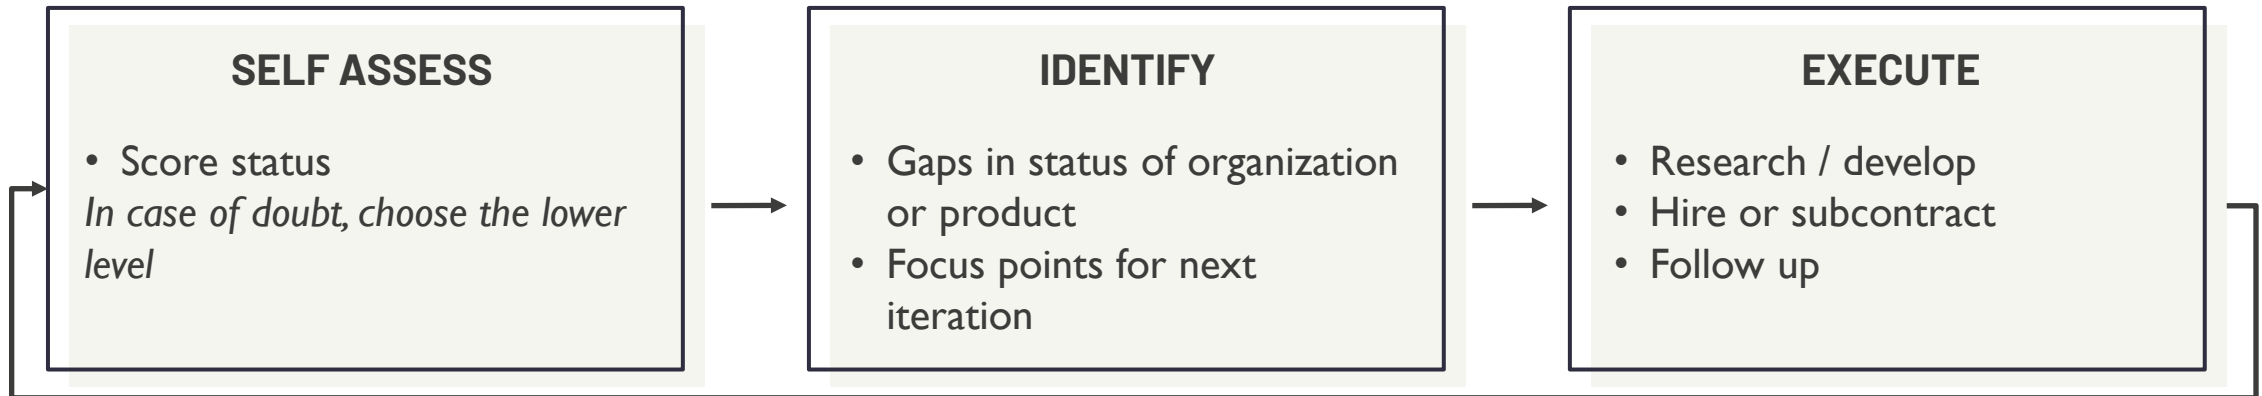 SELF ASSESS
• Score status
In case of doubt, choose the lower
level
IDENTIFY
• Gaps in status of organization
or product
• Focus points for next
iteration
EXECUTE
• Research / develop
• Hire or subcontract
• Follow up